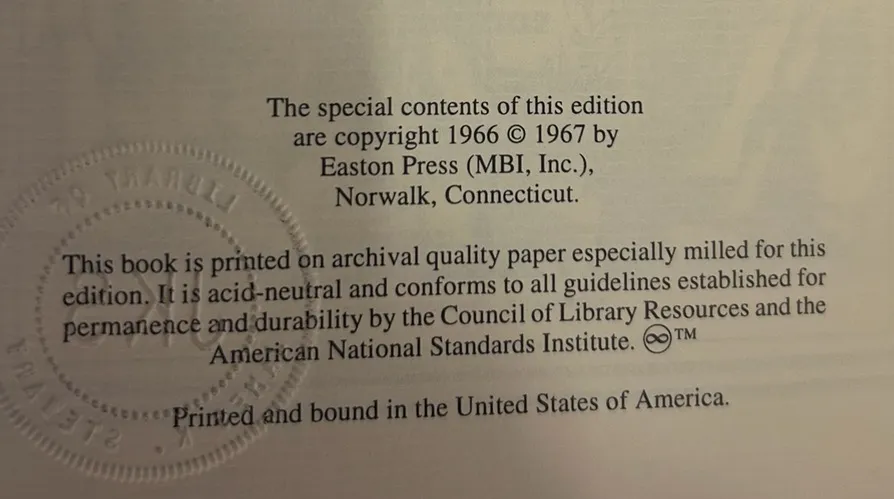 The special contents of this edition
are copyright 1966 © 1967 by
Easton Press (MBI, Inc.),
Norwalk, Connecticut.
This book is printed on archival quality paper especially milled for this
edition. It is acid-neutral and conforms to all guidelines established for
permanence and durability by the Council of Library Resources and the
American National Standards Institute. ♾™
Printed and bound in the United States of America.
LIBRARY OF